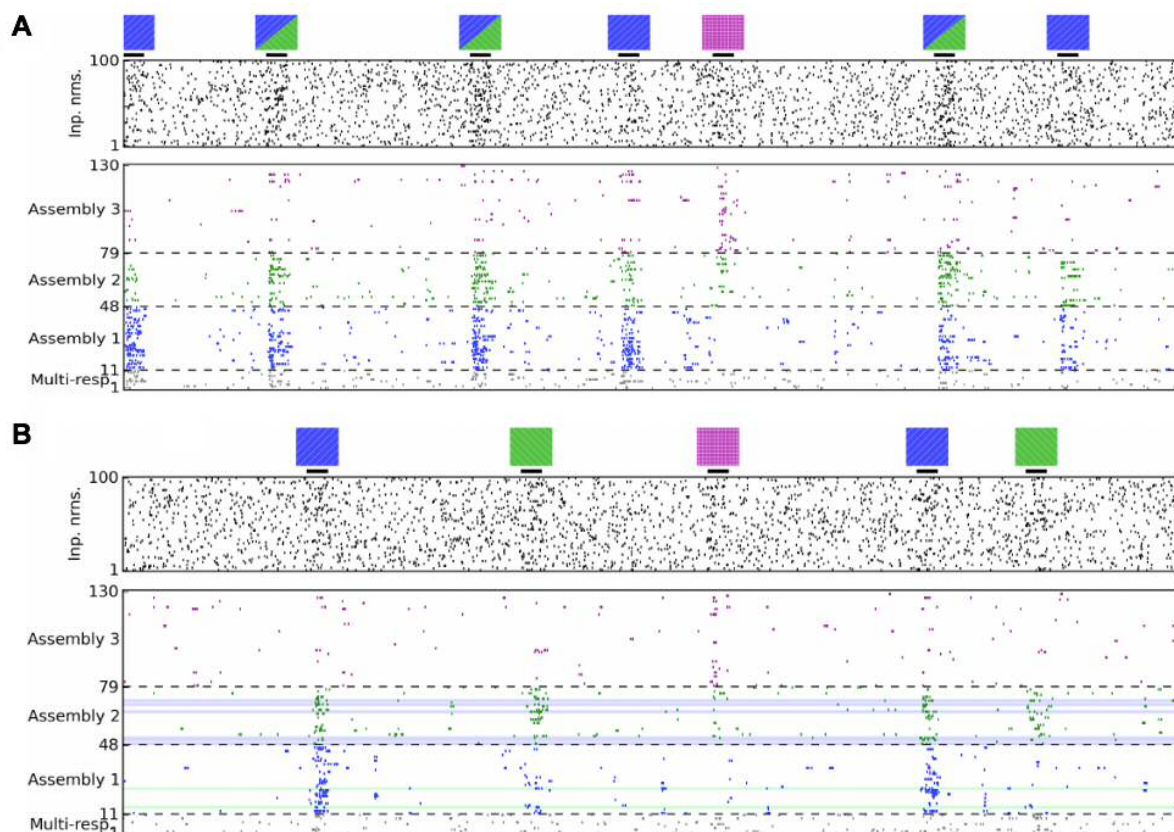 A
100
Inp. nrns.
1
130
Assembly 3
79
Assembly 2
48
Assembly 1
11
Multi-resp.
1
B
100
Inp. nrns.
1
130
Assembly 3
79
Assembly 2
48
Assembly 1
11
Multi-resp.
1